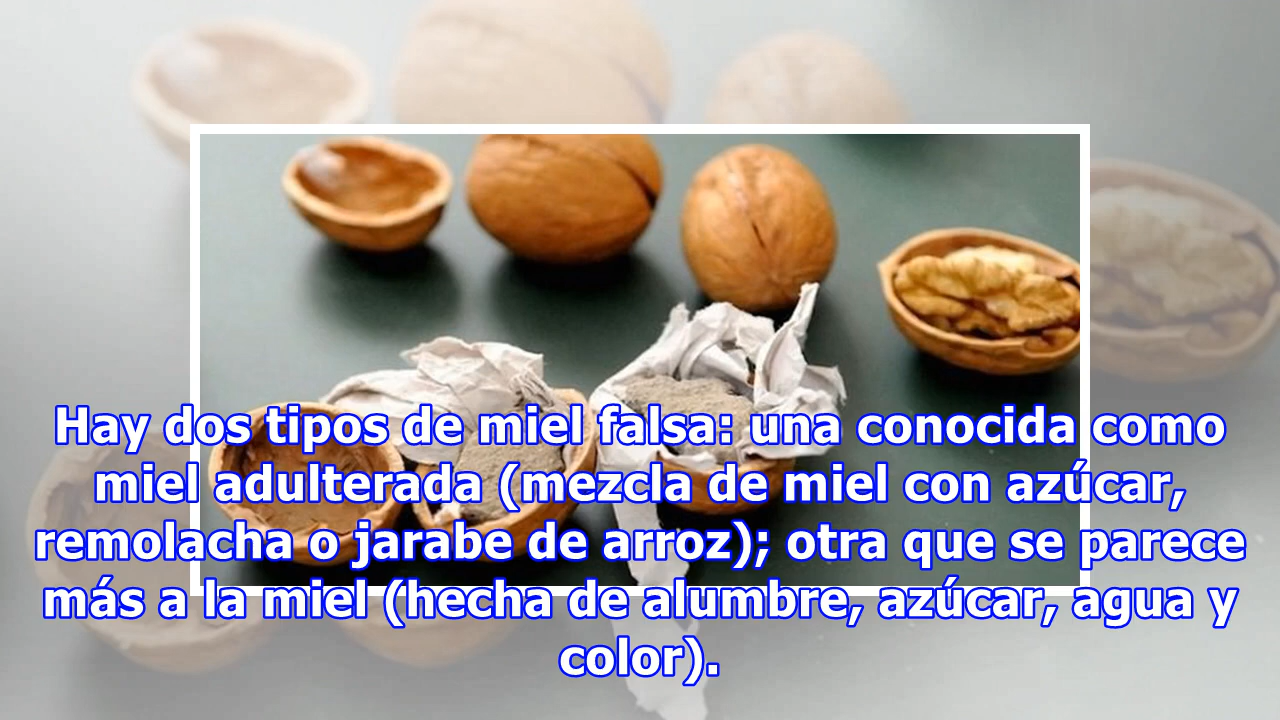 Hay dos tipos de miel falsa: una conocida como
miel adulterada (mezcla de miel con azúcar,
remolacha o jarabe de arroz); otra que se parece
más a la miel (hecha de alumbre, azúcar, agua y
color).